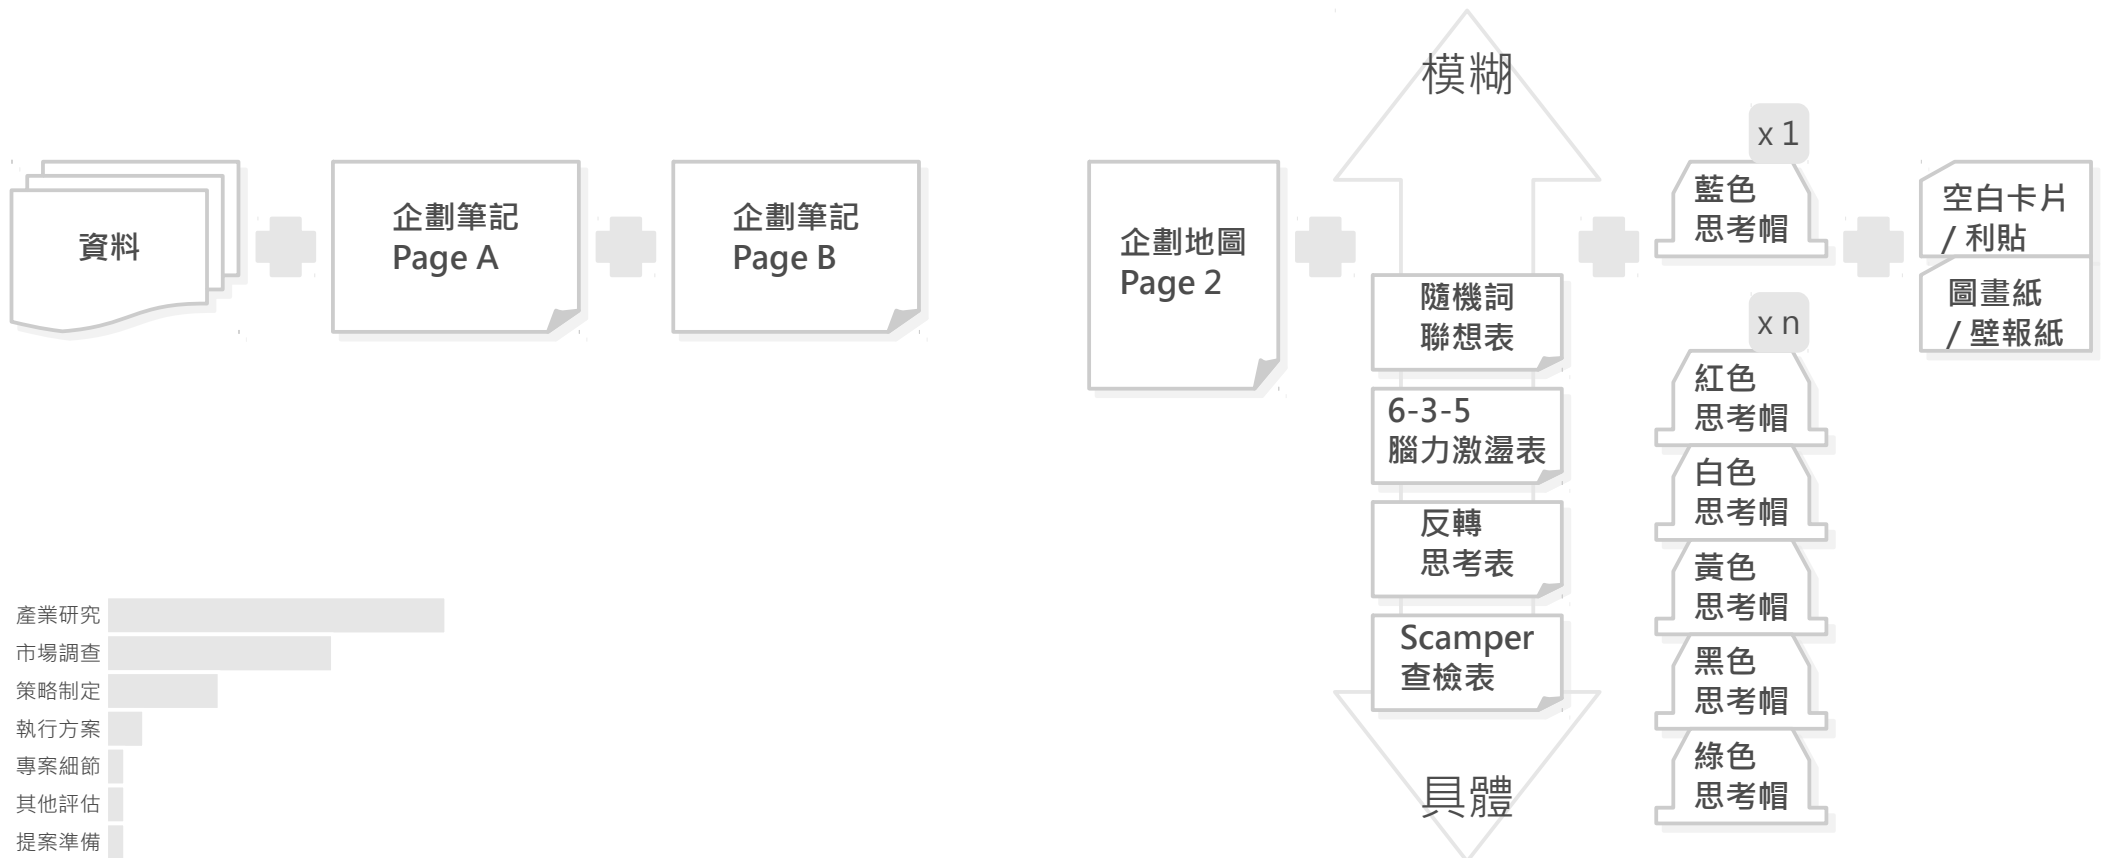 資料
企劃筆記
Page A
企劃筆記
Page B
產業研究
市場調查
策略制定
執行方案
專案細節
其他評估
提案準備
企劃地圖
Page 2
模糊
隨機詞
聯想表
6-3-5
腦力激盪表
反轉
思考表
Scamper
查檢表
具體
x 1
藍色
思考帽
x n
紅色
思考帽
白色
思考帽
黃色
思考帽
黑色
思考帽
綠色
思考帽
空白卡片
/ 利貼
圖畫紙
/ 壁報紙